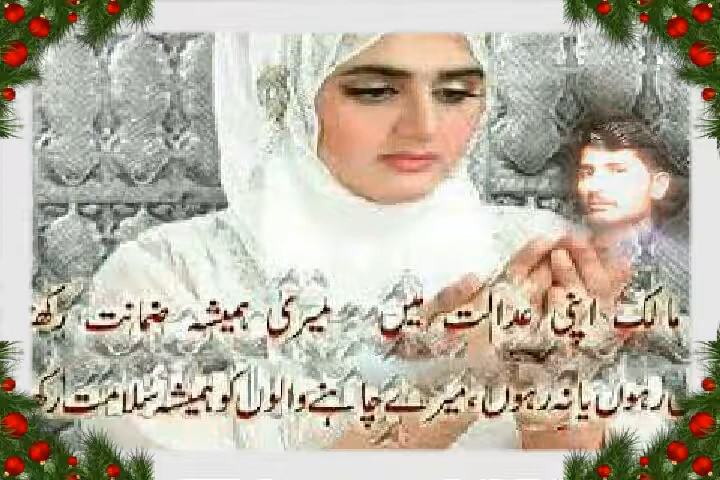 مالک اپنی عدالت میں میری ہمیشہ ضمانت رکھ
رہوں یا نہ رہوں، میرے چاہنے والوں کو ہمیشہ سلامت رکھ